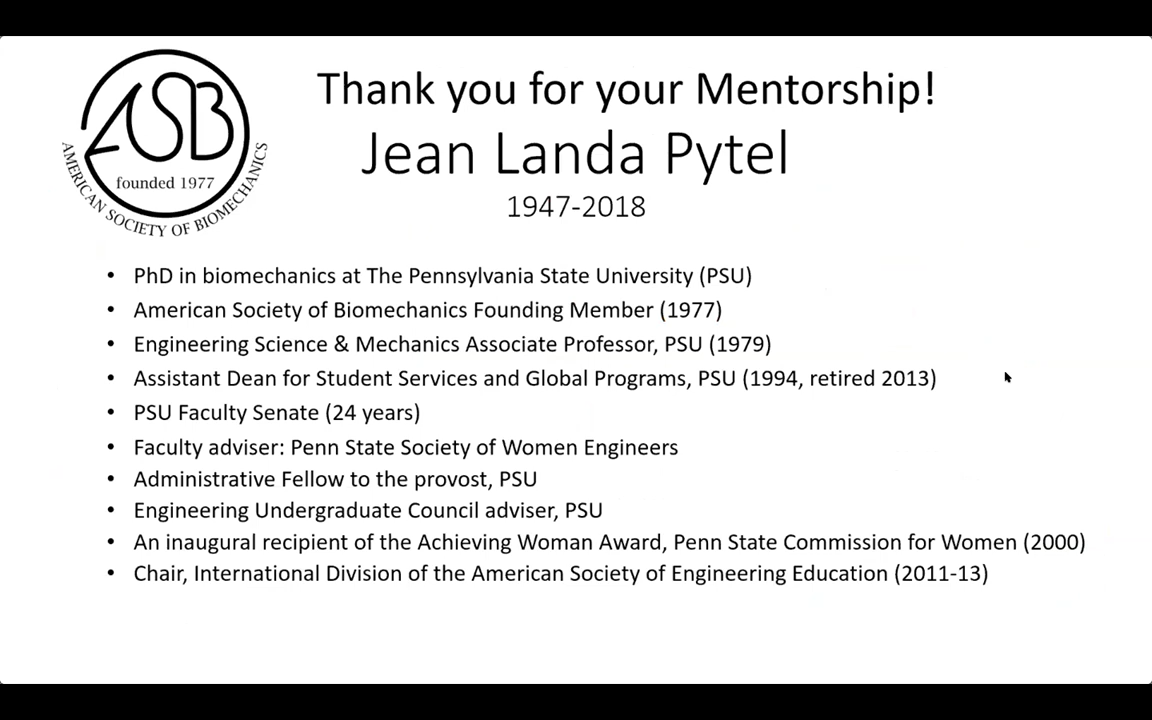 ASB
founded 1977
AMERICAN SOCIETY OF BIOMECHANICS
Thank you for your Mentorship!
Jean Landa Pytel
1947-2018
• PhD in biomechanics at The Pennsylvania State University (PSU)
• American Society of Biomechanics Founding Member (1977)
• Engineering Science & Mechanics Associate Professor, PSU (1979)
• Assistant Dean for Student Services and Global Programs, PSU (1994, retired 2013)
• PSU Faculty Senate (24 years)
• Faculty adviser: Penn State Society of Women Engineers
• Administrative Fellow to the provost, PSU
• Engineering Undergraduate Council adviser, PSU
• An inaugural recipient of the Achieving Woman Award, Penn State Commission for Women (2000)
• Chair, International Division of the American Society of Engineering Education (2011-13)